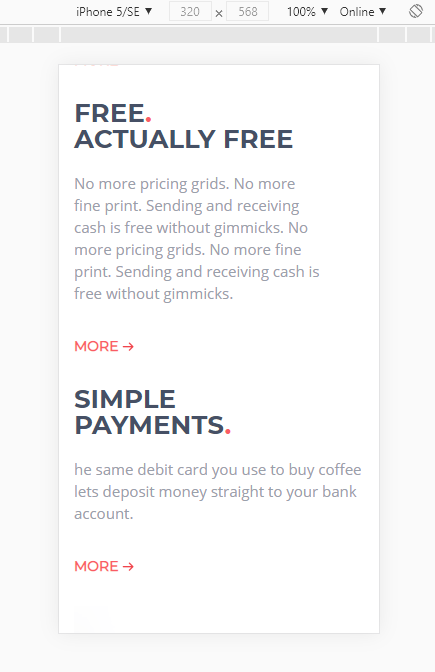 iPhone 5/SE ▼ 320 × 568 100% ▼ Online ▼
FREE.
ACTUALLY FREE
No more pricing grids. No more
fine print. Sending and receiving
cash is free without gimmicks. No
more pricing grids. No more fine
print. Sending and receiving cash is
free without gimmicks.
MORE →
SIMPLE
PAYMENTS.
he same debit card you use to buy coffee
lets deposit money straight to your bank
account.
MORE →